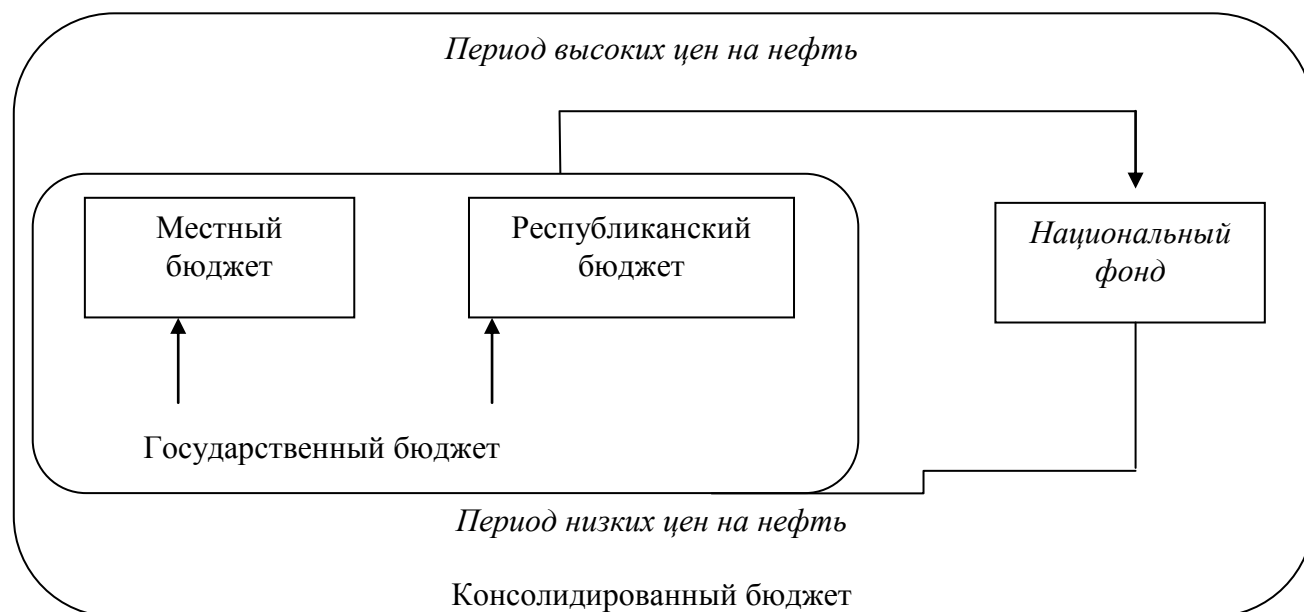 Период высоких цен на нефть
Местный
бюджет
Республиканский
бюджет
Национальный
фонд
Государственный бюджет
Период низких цен на нефть
Консолидированный бюджет